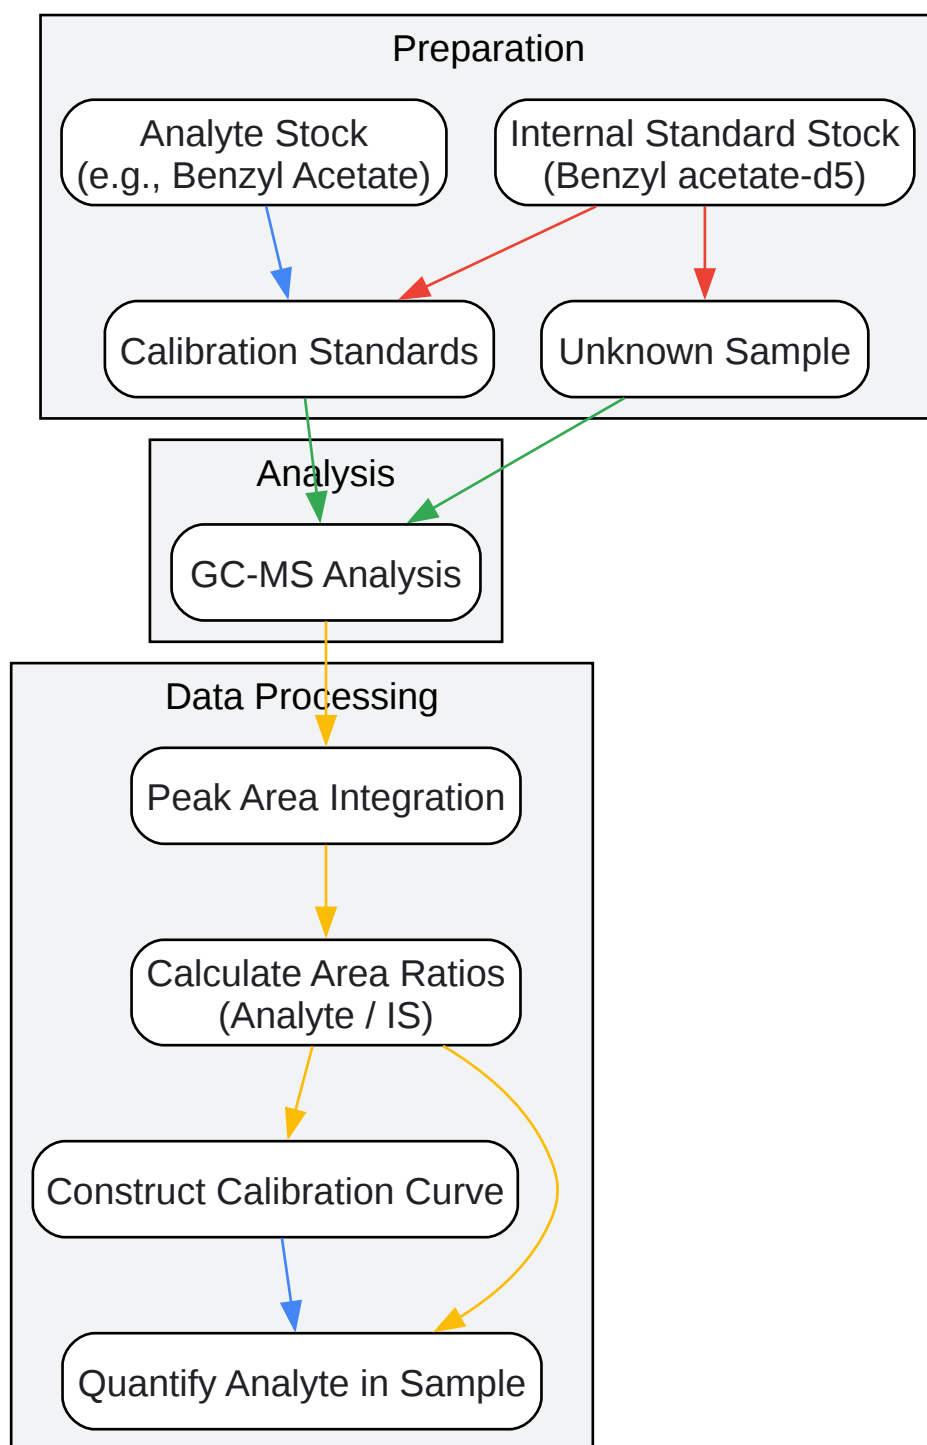 Preparation
Analyte Stock
(e.g., Benzyl Acetate)
Internal Standard Stock
(Benzyl acetate-d5)
Calibration Standards
Unknown Sample
Analysis
GC-MS Analysis
Data Processing
Peak Area Integration
Calculate Area Ratios
(Analyte / IS)
Construct Calibration Curve
Quantify Analyte in Sample